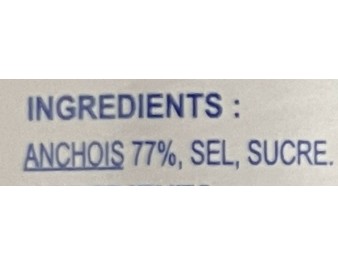 INGREDIENTS :
ANCHOIS 77%, SEL, SUCRE.